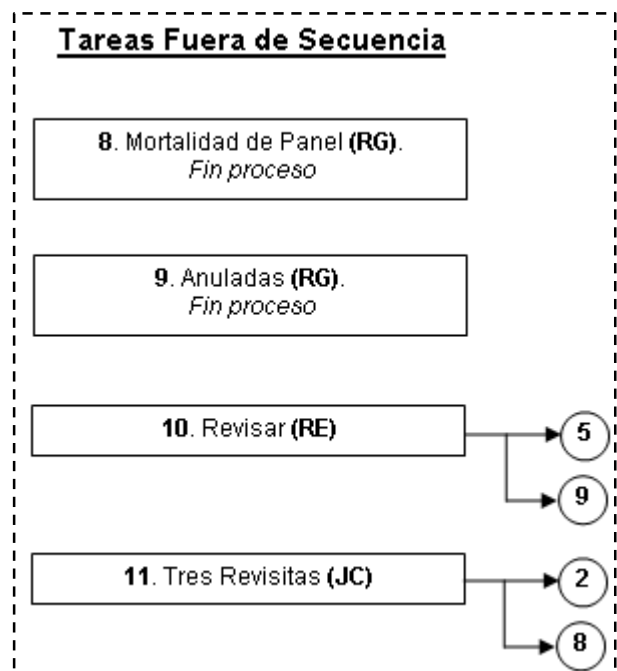 Tareas Fuera de Secuencia
8. Mortalidad de Panel (RG).
Fin proceso
9. Anuladas (RG).
Fin proceso
10. Revisar (RE)
5
9
11. Tres Revisitas (JC)
2
8